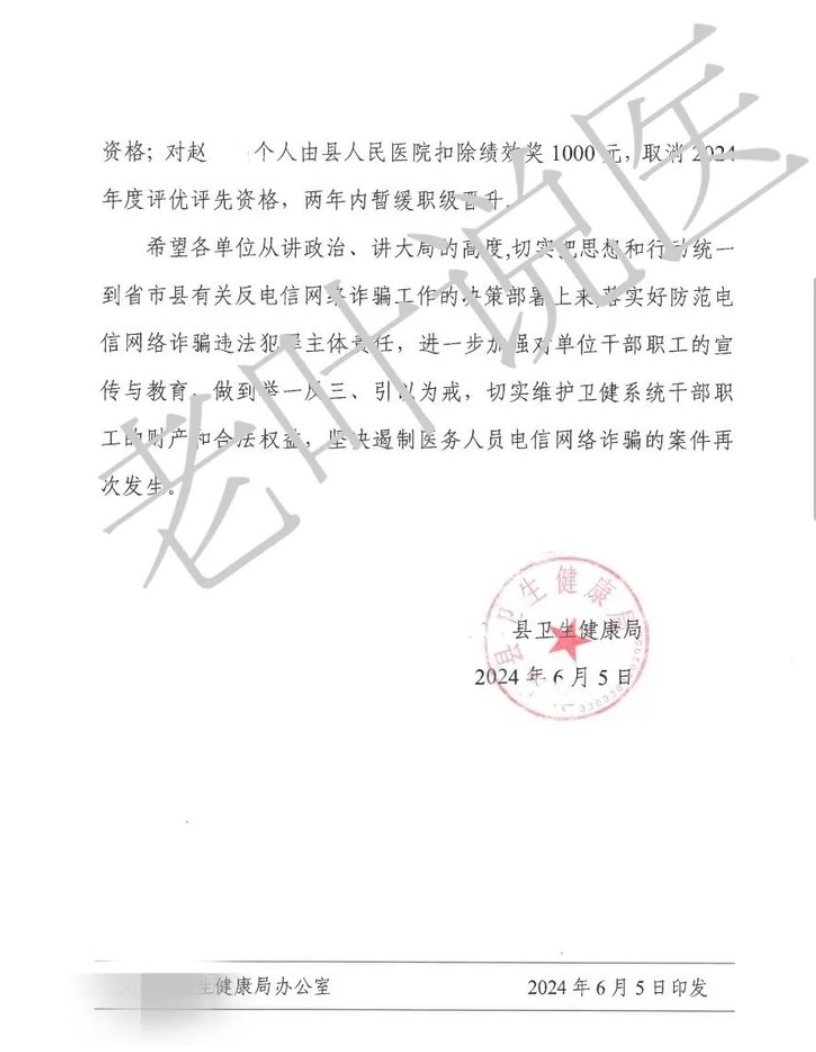 资格；对赵 个人由县人民医院扣除绩效奖 1000 元，取消 2024
年度评优评先资格，两年内暂缓职级晋升。
希望各单位从讲政治、讲大局的高度,切实把思想和行动统一
到省市县有关反电信网络诈骗工作的决策部署上来,落实好防范电
信网络诈骗违法犯罪主体责任，进一步加强对单位干部职工的宣
传与教育，做到举一反三、引以为戒，切实维护卫健系统干部职
工的财产和合法权益，坚决遏制医务人员电信网络诈骗的案件再
次发生。
老叶说医
县卫生健康局
县卫生健康局
2024 年 6 月 5 日
生健康局办公室 2024 年 6 月 5 日印发